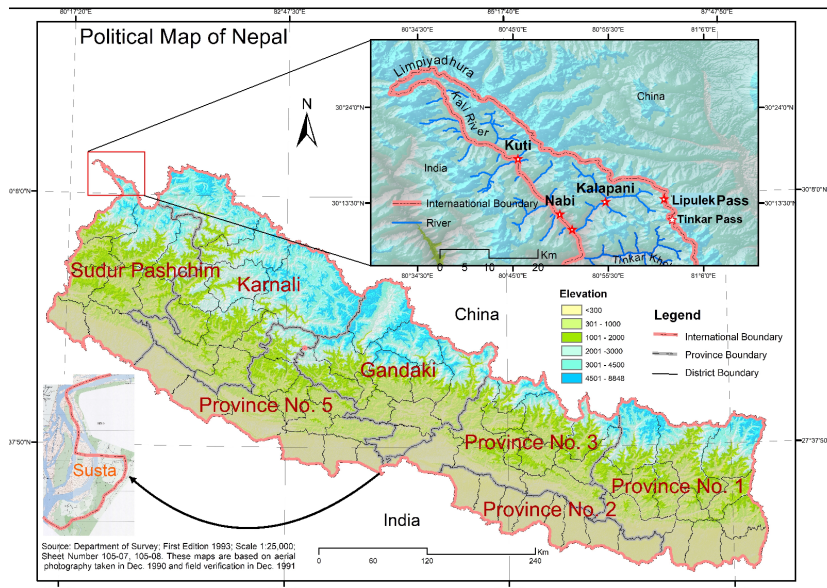 80°17'20"E
82°47'30"E
85°17'40"E
87°47'50"E
Political Map of Nepal
80°34'30"E
80°45'0"E
80°55'30"E
81°6'0"E
Limpiyadhura
China
30°24'0"N
30°24'0"N
Kali River
Kuti
N
India
Kalapani
Nabi
Lipulek Pass
Tinkar Pass
30°13'30"N
30°13'30"N
Internaational Boundary
River
Tinkar Kho
Km
0 5 10 20
80°34'30"E
80°45'0"E
80°55'30"E
81°6'0"E
0°8'0"N
30°8'0"N
Sudur Pashchim
Karnali
China
Gandaki
Province No. 5
Province No. 3
Province No. 1
Province No. 2
India
Elevation
<300
301 - 1000
1001 - 2000
2001 -3000
3001 - 4500
4501 - 8848
Legend
International Boundary
Province Boundary
District Boundary
37'50"N
27°37'50"N
Susta
Source: Department of Survey; First Edition 1993; Scale 1:25,000;
Sheet Number 105-07, 105-08. These maps are based on aerial
photography taken in Dec. 1990 and field verification in Dec. 1991
Km
0 60 120 240